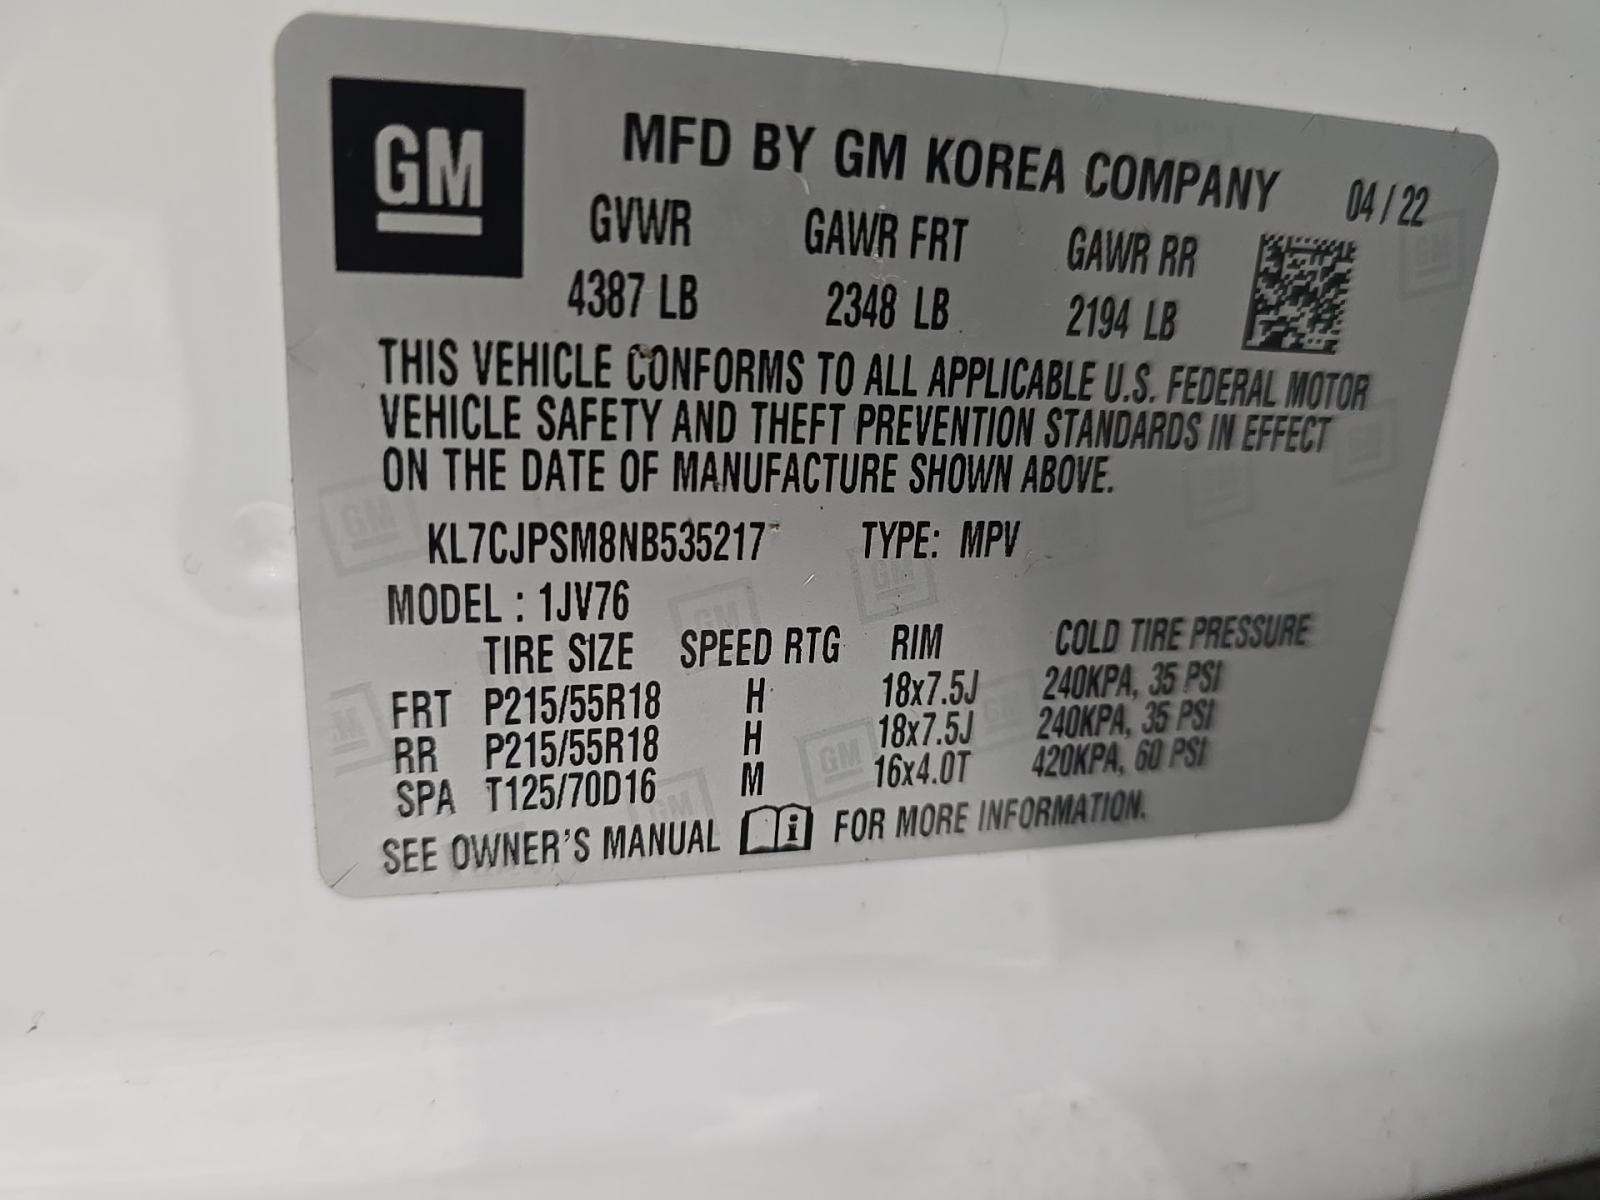 GM
MFD BY GM KOREA COMPANY 04 / 22
GVWR GAWR FRT GAWR RR
4387 LB 2348 LB 2194 LB
THIS VEHICLE CONFORMS TO ALL APPLICABLE U.S. FEDERAL MOTOR
VEHICLE SAFETY AND THEFT PREVENTION STANDARDS IN EFFECT
ON THE DATE OF MANUFACTURE SHOWN ABOVE.
KL7CJPSM8NB535217 TYPE: MPV
MODEL : 1JV76
TIRE SIZE SPEED RTG RIM COLD TIRE PRESSURE
FRT P215/55R18 H 18x7.5J 240KPA, 35 PSI
RR P215/55R18 H 18x7.5J 240KPA, 35 PSI
SPA T125/70D16 M 16x4.0T 420KPA, 60 PSI
SEE OWNER'S MANUAL i FOR MORE INFORMATION.